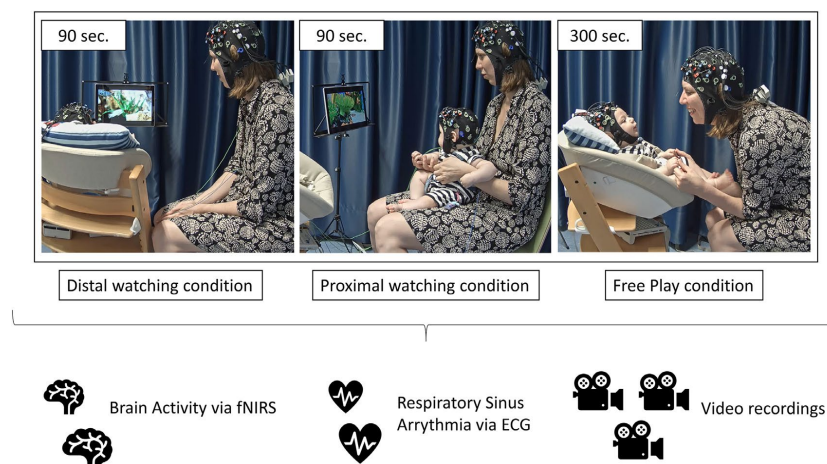 90 sec.
90 sec.
300 sec.
Distal watching condition
Proximal watching condition
Free Play condition
Brain Activity via fNIRS
Respiratory Sinus
Arrythmia via ECG
Video recordings